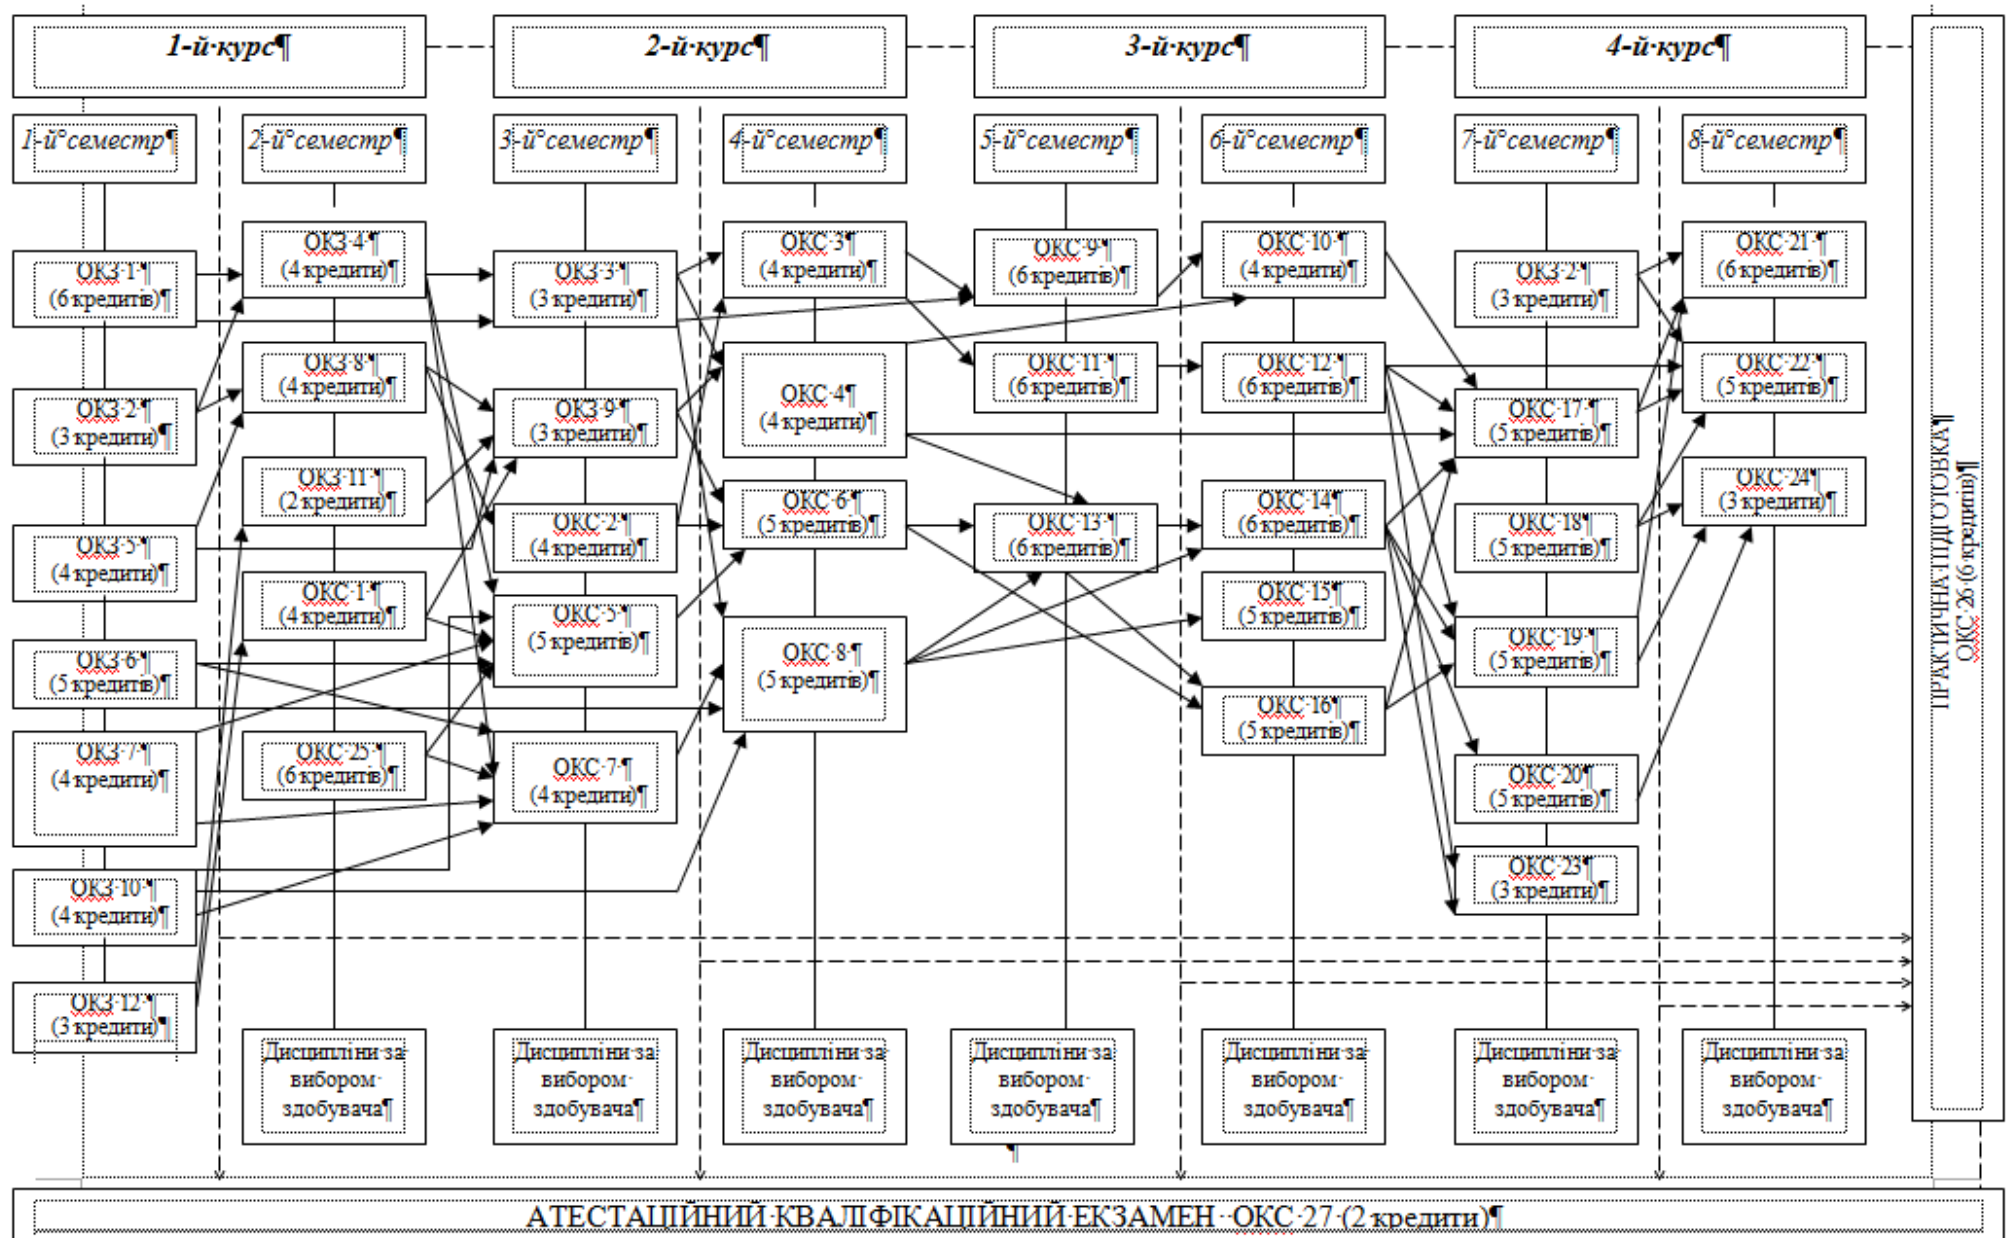 1-й·курс¶
2-й·курс¶
3-й·курс¶
4-й·курс¶
1-й°семестр¶
2-й°семестр¶
3-й°семестр¶
4-й°семестр¶
5-й°семестр¶
6-й°семестр¶
7-й°семестр¶
8-й°семестр¶
ОКЗ·1·¶
(6·кредитів)¶
ОКЗ·2·¶
(3·кредити)¶
ОКЗ·5·¶
(4·кредити)¶
ОКЗ·6·¶
(5·кредитів)¶
ОКЗ·7·¶
(4·кредити)¶
ОКЗ·10·¶
(4·кредити)¶
ОКЗ·12·¶
(3·кредити)¶
ОКЗ·4·¶
(4·кредити)¶
ОКЗ·8·¶
(4·кредити)¶
ОКЗ·11·¶
(2·кредити)¶
ОКС·1·¶
(4·кредити)¶
ОКС·25·¶
(6·кредитів)¶
Дисципліни·за·
вибором·
здобувача¶
ОКЗ·3·¶
(3·кредити)¶
ОКЗ·9·¶
(3·кредити)¶
ОКС·2·¶
(4·кредити)¶
ОКС·5·¶
(5·кредитів)¶
ОКС·7·¶
(4·кредити)¶
Дисципліни·за·
вибором·
здобувача¶
ОКС·3·¶
(4·кредити)¶
ОКС·4¶
(4·кредити)¶
ОКС·6·¶
(5·кредитів)¶
ОКС·8·¶
(5·кредитів)¶
Дисципліни·за·
вибором·
здобувача¶
ОКС·9·¶
(6·кредитів)¶
ОКС·11·¶
(6·кредитів)¶
ОКС·13·¶
(6·кредитів)¶
Дисципліни·за·
вибором·
здобувача¶
¶
ОКС·10·¶
(4·кредити)¶
ОКС·12·¶
(6·кредитів)¶
ОКС·14·¶
(6·кредитів)¶
ОКС·15·¶
(5·кредитів)¶
ОКС·16·¶
(5·кредитів)¶
Дисципліни·за·
вибором·
здобувача¶
ОКЗ·2·¶
(3·кредити)¶
ОКС·17·¶
(5·кредитів)¶
ОКС·18·¶
(5·кредитів)¶
ОКС·19·¶
(5·кредитів)¶
ОКС·20¶
(5·кредитів)¶
ОКС·23¶
(3·кредити)¶
Дисципліни·за·
вибором·
здобувача¶
ОКС·21·¶
(6·кредитів)¶
ОКС·22·¶
(5·кредитів)¶
ОКС·24·¶
(3·кредити)¶
Дисципліни·за·
вибором·
здобувача¶
ПРАКТИЧНА·ПІДГОТОВКА¶
ОКС·26·(6·кредитів)¶
АТЕСТАЦІЙНИЙ·КВАЛІФІКАЦІЙНИЙ·ЕКЗАМЕН··ОКС·27·(2·кредити)¶